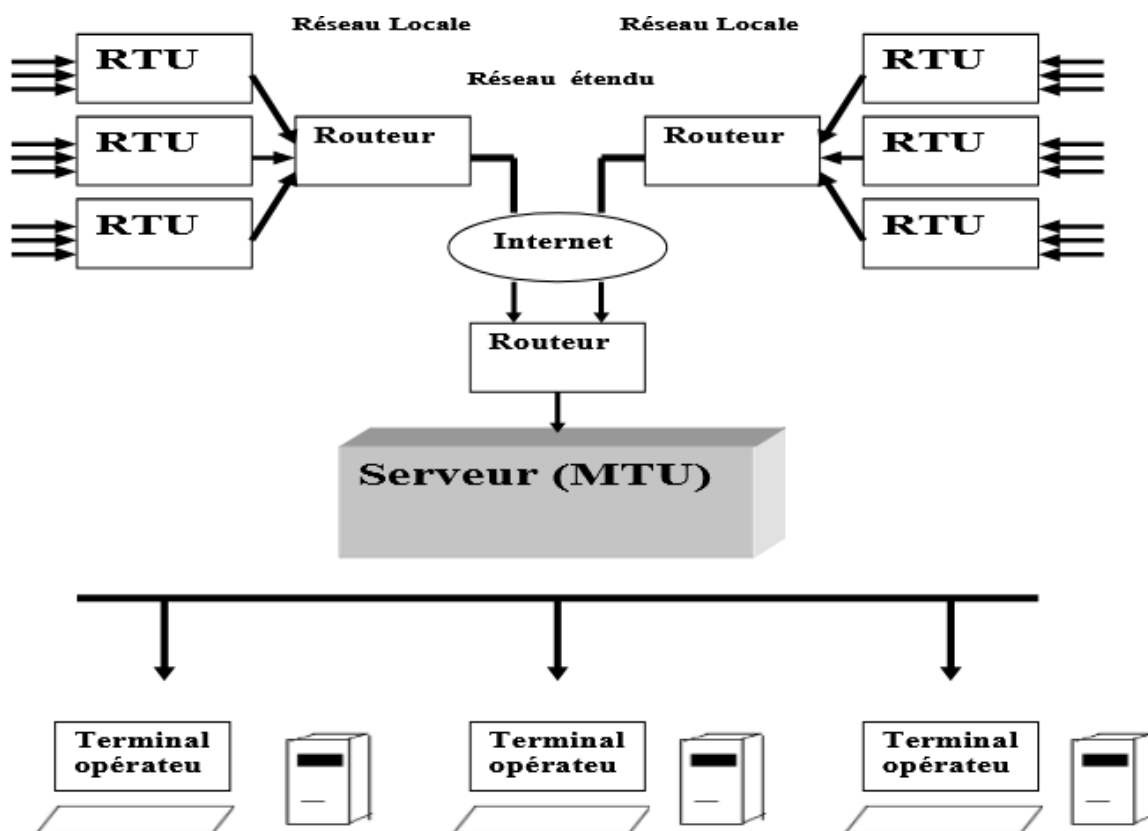 Réseau Locale
Réseau Locale
RTU
RTU
Réseau étendu
RTU
Routeur
Routeur
RTU
RTU
RTU
Internet
Routeur
Serveur (MTU)
Terminal
opérateu
Terminal
opérateu
Terminal
opérateu